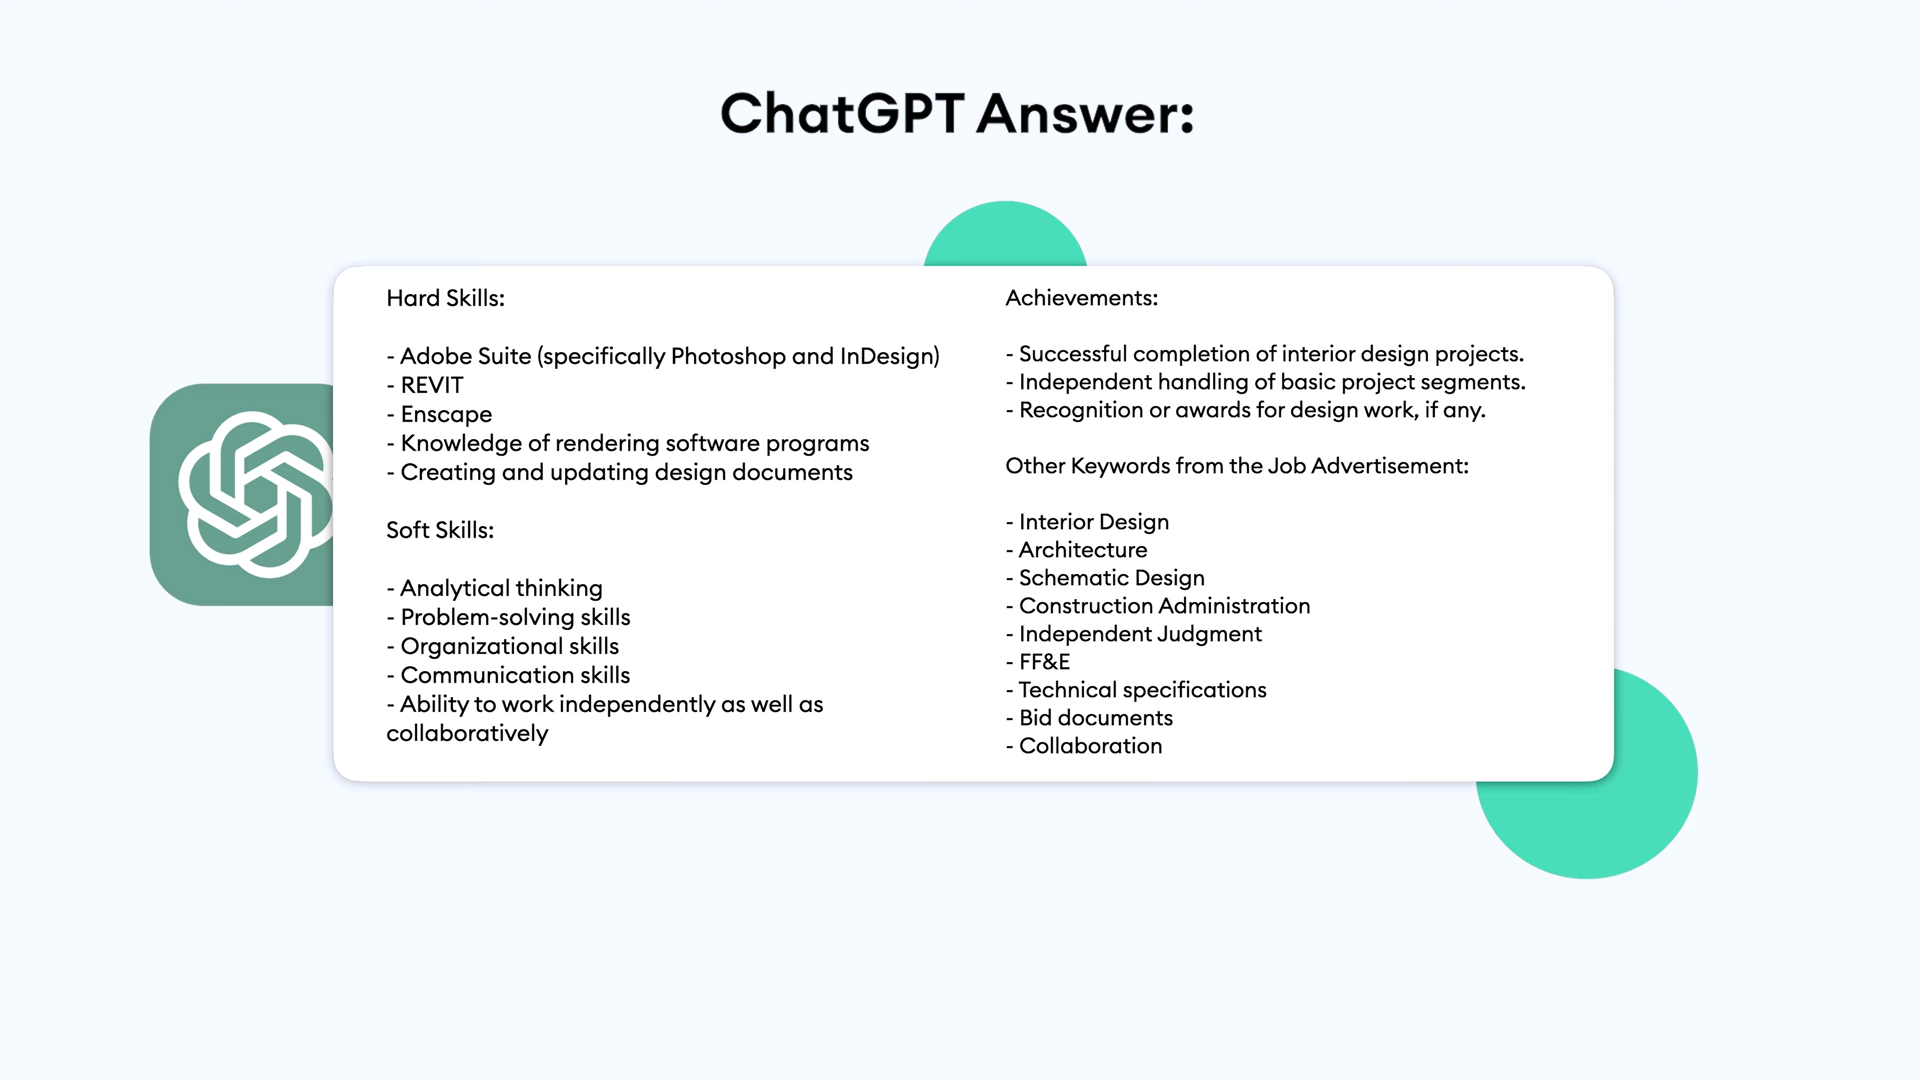 ChatGPT Answer:
Hard Skills:
- Adobe Suite (specifically Photoshop and InDesign)
- REVIT
- Enscape
- Knowledge of rendering software programs
- Creating and updating design documents
Soft Skills:
- Analytical thinking
- Problem-solving skills
- Organizational skills
- Communication skills
- Ability to work independently as well as
collaboratively
Achievements:
- Successful completion of interior design projects.
- Independent handling of basic project segments.
- Recognition or awards for design work, if any.
Other Keywords from the Job Advertisement:
- Interior Design
- Architecture
- Schematic Design
- Construction Administration
- Independent Judgment
- FF&E
- Technical specifications
- Bid documents
- Collaboration